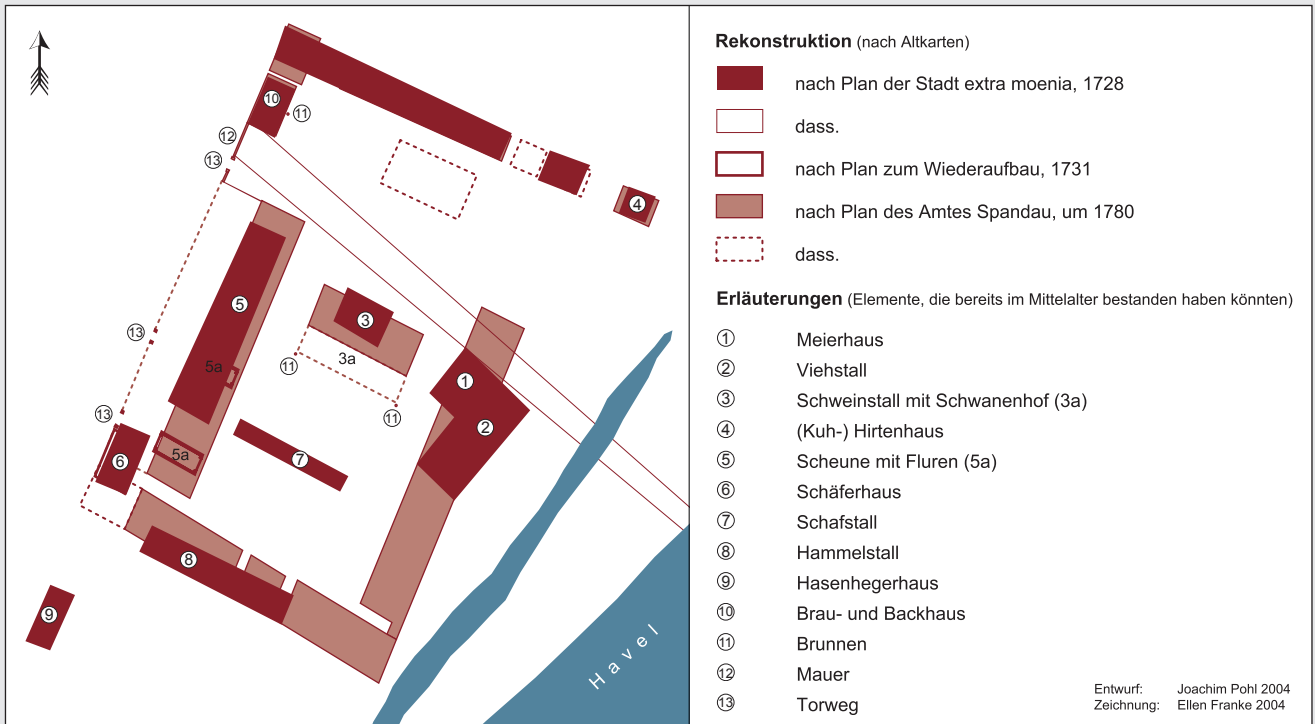 10
11
12
13
4
5
3
13
5a
3a
11
1
11
2
13
5a
6
7
8
9
Havel
Rekonstruktion (nach Altkarten)
nach Plan der Stadt extra moenia, 1728
dass.
nach Plan zum Wiederaufbau, 1731
nach Plan des Amtes Spandau, um 1780
dass.
Erläuterungen (Elemente, die bereits im Mittelalter bestanden haben könnten)
1 Meierhaus
2 Viehstall
3 Schweinstall mit Schwanenhof (3a)
4 (Kuh-) Hirtenhaus
5 Scheune mit Fluren (5a)
6 Schäferhaus
7 Schafstall
8 Hammelstall
9 Hasenhegerhaus
10 Brau- und Backhaus
11 Brunnen
12 Mauer
13 Torweg
Entwurf: Joachim Pohl 2004
Zeichnung: Ellen Franke 2004